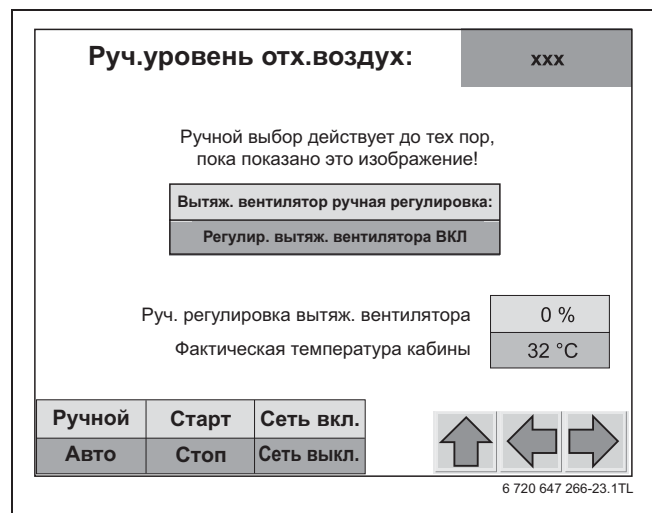 Руч.уровень отх.воздух: xxx
Ручной выбор действует до тех пор,
пока показано это изображение!
Вытяж. вентилятор ручная регулировка:
Регулир. вытяж. вентилятора ВКЛ
Руч. регулировка вытяж. вентилятора 0 %
Фактическая температура кабины 32 °C
Ручной Старт Сеть вкл.
Авто Стоп Сеть выкл.
6 720 647 266-23.1TL